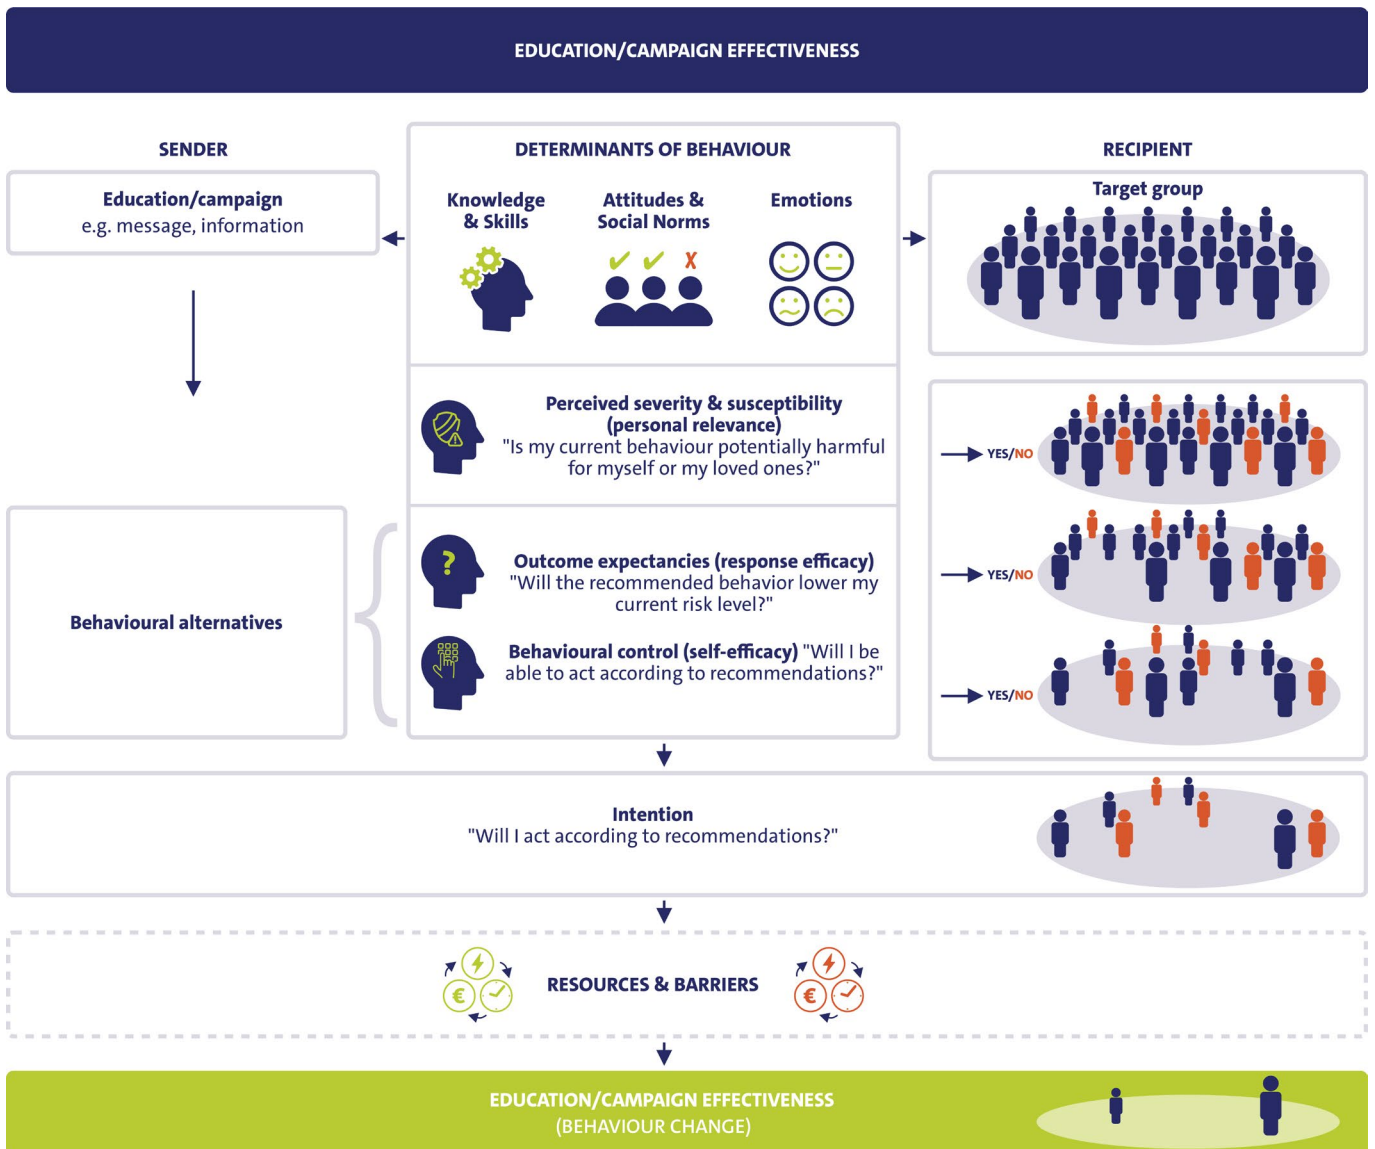 EDUCATION/CAMPAIGN EFFECTIVENESS
SENDER
Education/campaign
e.g. message, information
DETERMINANTS OF BEHAVIOUR
Knowledge
& Skills
Attitudes &
Social Norms
Emotions
RECIPIENT
Target group
Perceived severity & susceptibility
(personal relevance)
"Is my current behaviour potentially harmful
for myself or my loved ones?"
YES/NO
Behavioural alternatives
Outcome expectancies (response efficacy)
"Will the recommended behavior lower my
current risk level?"
YES/NO
Behavioural control (self-efficacy) "Will I be
able to act according to recommendations?"
YES/NO
Intention
"Will I act according to recommendations?"
RESOURCES & BARRIERS
EDUCATION/CAMPAIGN EFFECTIVENESS
(BEHAVIOUR CHANGE)